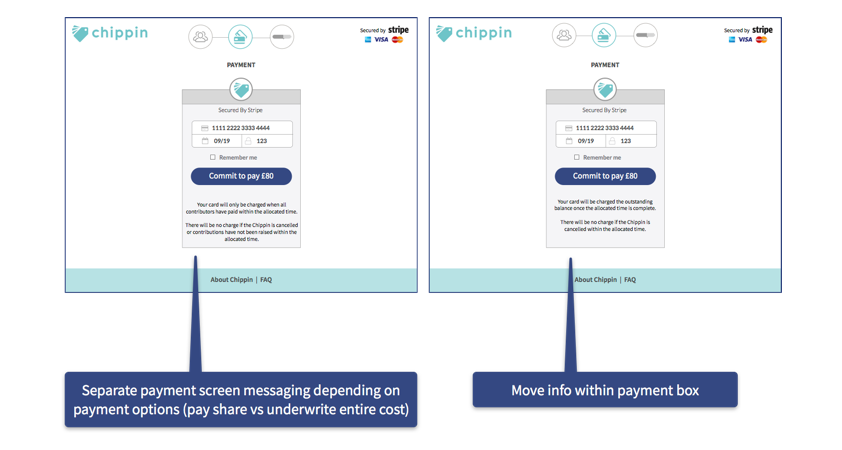 chippin
Secured by stripe
VISA
PAYMENT
Secured By Stripe
1111 2222 3333 4444
09/19 123
Remember me
Commit to pay £80
Your card will only be charged when all
contributors have paid within the allocated time.
There will be no charge if the Chippin is cancelled
or contributions have not been raised within the
allocated time.
About Chippin | FAQ
Separate payment screen messaging depending on
payment options (pay share vs underwrite entire cost)
chippin
Secured by stripe
VISA
PAYMENT
Secured By Stripe
1111 2222 3333 4444
09/19 123
Remember me
Commit to pay £80
Your card will be charged the outstanding
balance once the allocated time is complete.
There will be no charge if the Chippin is
cancelled within the allocated time.
About Chippin | FAQ
Move info within payment box